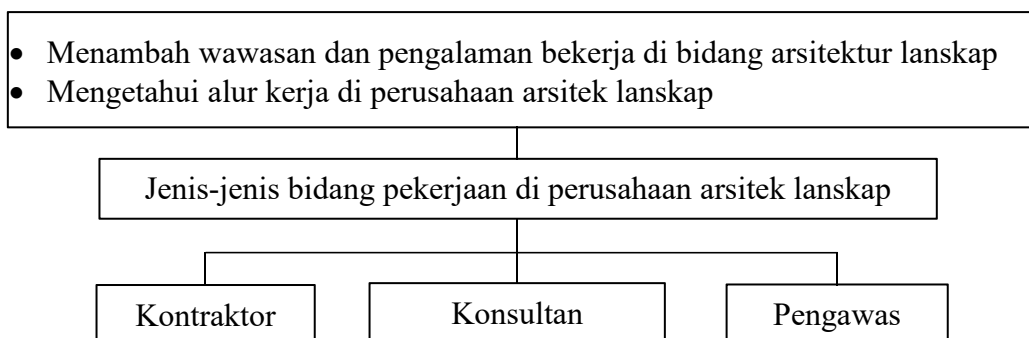 • Menambah wawasan dan pengalaman bekerja di bidang arsitektur lanskap
• Mengetahui alur kerja di perusahaan arsitek lanskap
Jenis-jenis bidang pekerjaan di perusahaan arsitek lanskap
Kontraktor Konsultan Pengawas